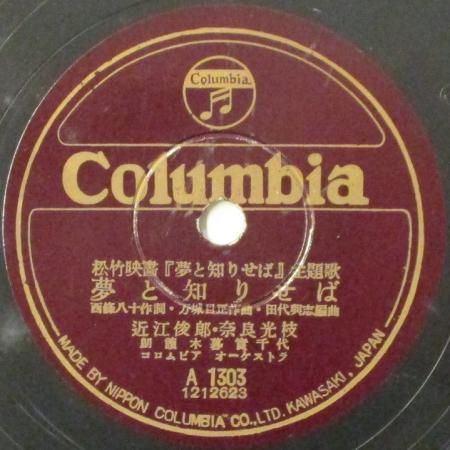 Columbia
Columbia
松竹映畵『夢と知りせば』主題歌
夢と知りせば
西條八十作詞・万城目正作曲・田代與志編曲
近江俊郎・奈良光枝
木暮實千代
コロムビア オーケストラ
A 1303
1212623
MADE BY NIPPON COLUMBIA CO., LTD. KAWASAKI, JAPAN